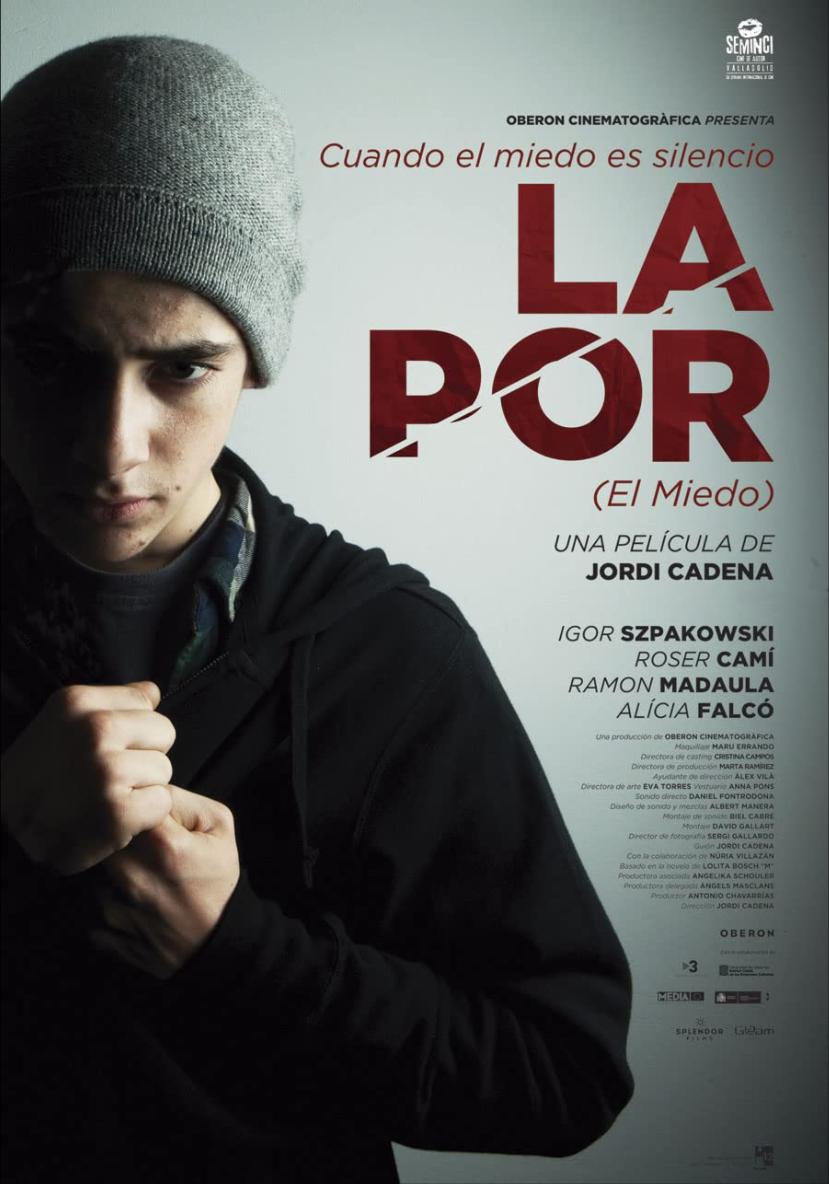 SEMINCI
CINE DE AUTOR
VALLADOLID
OBERON CINEMATOGRÀFICA PRESENTA
Cuando el miedo es silencio
LA
POR
(El Miedo)
UNA PELÍCULA DE
JORDI CADENA
IGOR SZPAKOWSKI
ROSER CAMÍ
RAMON MADAULA
ALÍCIA FALCÓ
Una producción de OBERON CINEMATOGRÀFICA
Maquillaje MARU ERRANDO
Directora de casting CRISTINA CAMPOS
Directora de producción MARTA RAMÍREZ
Ayudante de dirección ÀLEX VILÀ
Directora de arte EVA TORRES Vestuario ANNA PONS
Sonido directo DANIEL FONTRODONA
Diseño de sonido y mezclas ALBERT MANERA
Montaje de sonido BIEL CABRÉ
Montaje DAVID GALLART
Director de fotografía SERGI GALLARDO
Guión JORDI CADENA
Con la colaboración de NÚRIA VILLAZÁN
Basado en la novela de LOLITA BOSCH "M"
Productora asociada ANGELIKA SCHOULER
Productora delegada ÀNGELS MASCLANS
Productor ANTONIO CHAVARRÍAS
Dirección JORDI CADENA
OBERON
3
MEDIA
SPLENDOR
FILMS